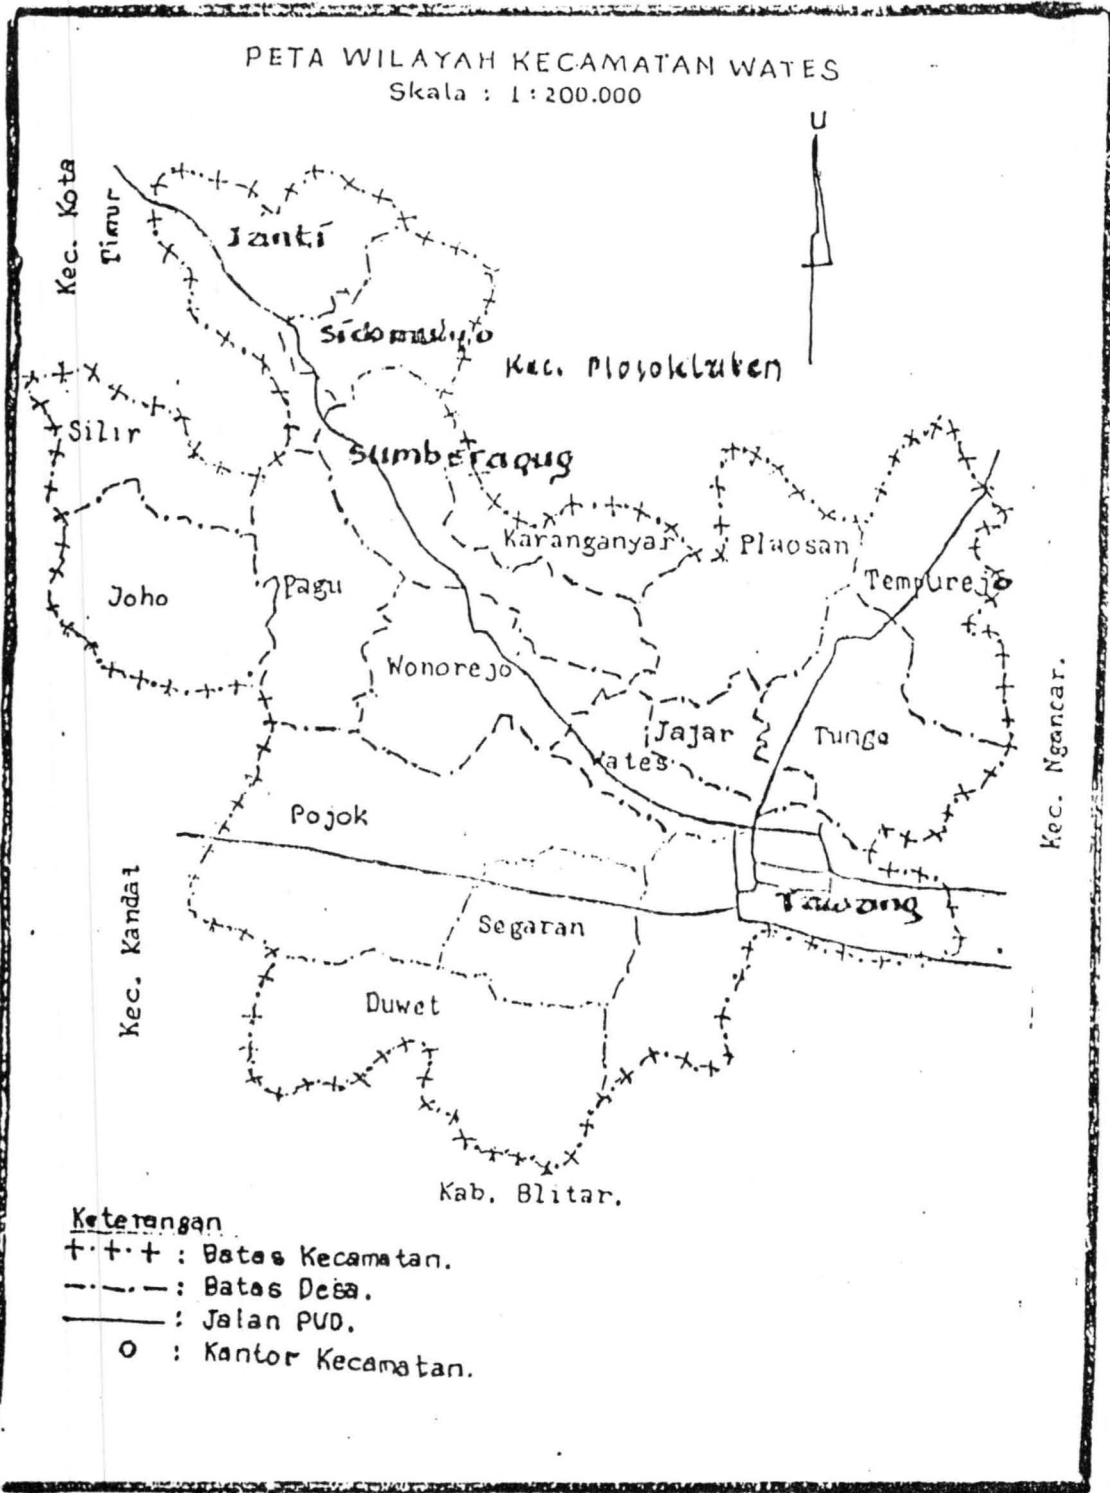 PETA WILAYAH KECAMATAN WATES
Skala : 1:200.000
U
Kec. Kota
Timur
Janti
Sidomulyo
Kec. Plosoklaten
Silir
Sumberagug
Karanganyar
Plaosan
Tempurejo
Joho
Pagu
Wonorejo
Jajar
Tunge
Wates
Kec. Ngancar.
Pojok
Kec. Kandat
Segaran
Tawang
Duwet
Kab. Blitar.
Keterangan
+·+·+ : Batas Kecamatan.
—·—·— : Batas Desa.
: Jalan PUD.
O : Kantor Kecamatan.